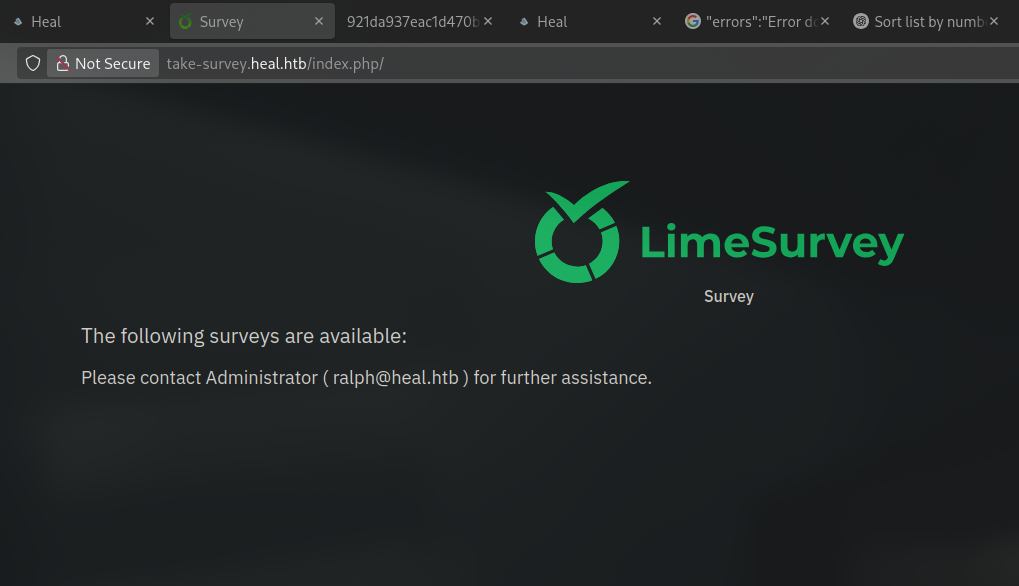 Heal
Survey
921da937eac1d470b
Heal
"errors":"Error do
Sort list by numb
Not Secure
take-survey.heal.htb/index.php/
LimeSurvey
Survey
The following surveys are available:
Please contact Administrator ( ralph@heal.htb ) for further assistance.